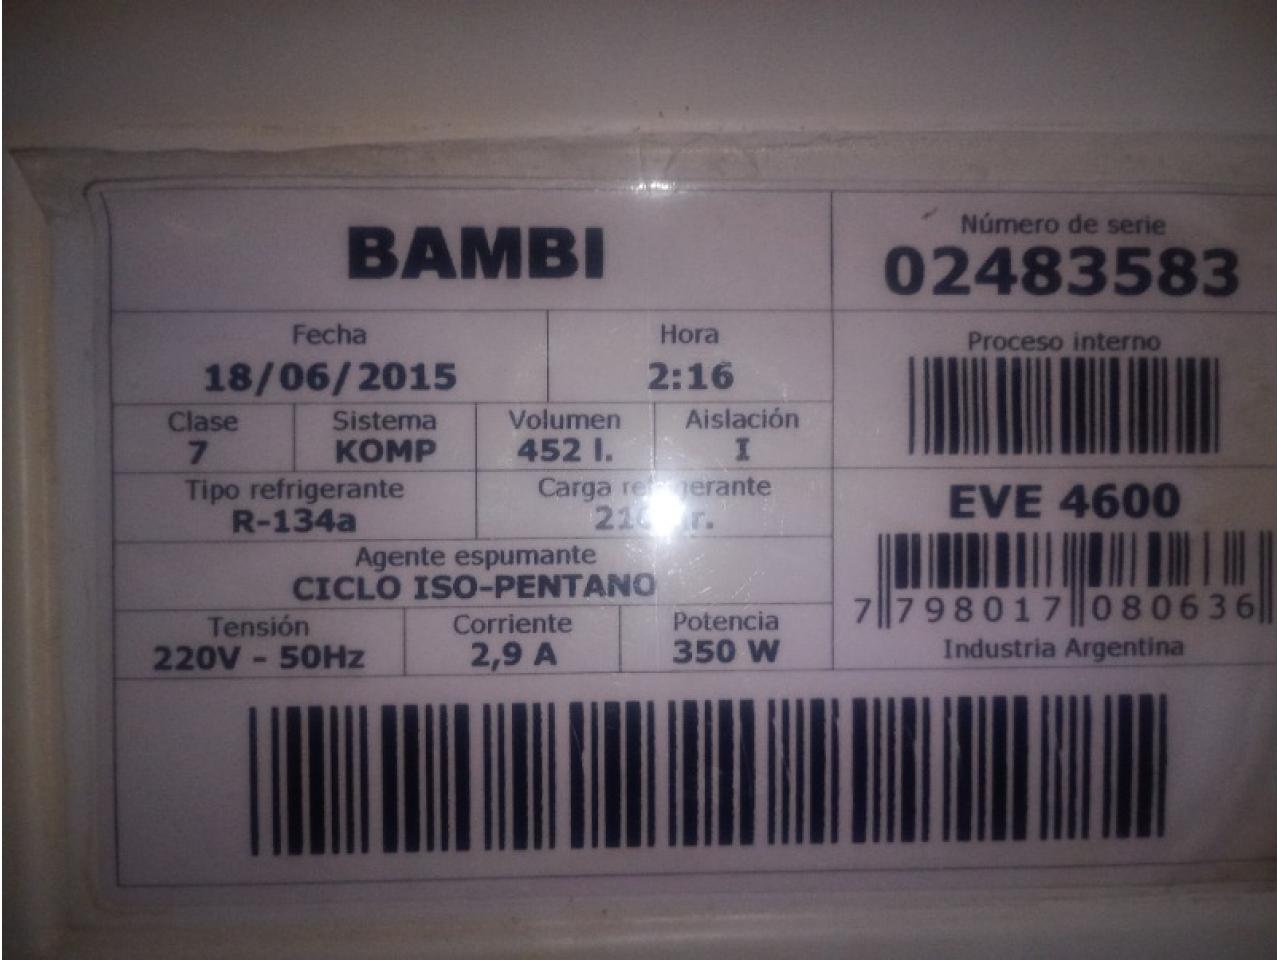 BAMBI
Número de serie
02483583
Fecha
18/06/2015
Hora
2:16
Proceso interno
Clase
7
Sistema
KOMP
Volumen
452 l.
Aislación
I
Tipo refrigerante
R-134a
Carga refrigerante
EVE 4600
7 798017 080636
Industria Argentina
Agente espumante
CICLO ISO-PENTANO
Tensión
220V - 50Hz
Corriente
2,9 A
Potencia
350 W